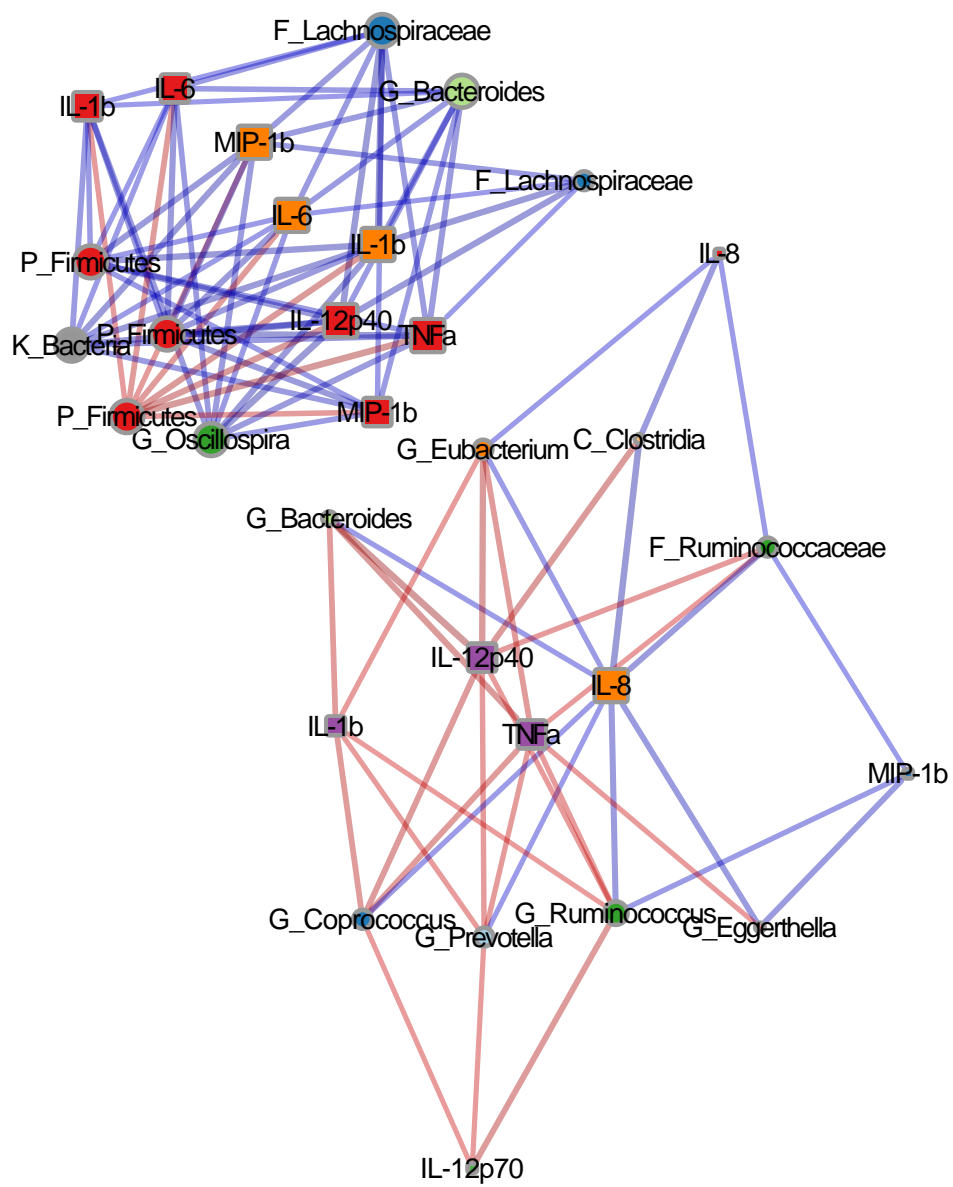 F_Lachnospiraceae
IL-6
G_Bacteroides
IL-1b
MIP-1b
F_Lachnospiraceae
IL-6
IL-1b
IL-8
P_Firmicutes
IL-12p40
P_Firmicutes
TNFa
K_Bacteria
MIP-1b
P_Firmicutes
G_Oscillospira
C_Clostridia
G_Eubacterium
G_Bacteroides
F_Ruminococcaceae
IL-12p40
IL-8
IL-1b
TNFa
MIP-1b
G_Coprococcus
G_Ruminococcus
G_Eggerthella
G_Prevotella
IL-12p70